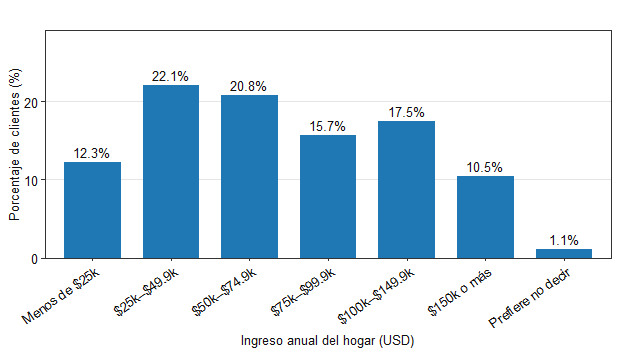 Porcentaje de clientes (%)
20
10
0
12.3%
22.1%
20.8%
15.7%
17.5%
10.5%
1.1%
Menos de $25k
$25k–$49.9k
$50k–$74.9k
$75k–$99.9k
$100k–$149.9k
$150k o más
Prefiere no decir
Ingreso anual del hogar (USD)